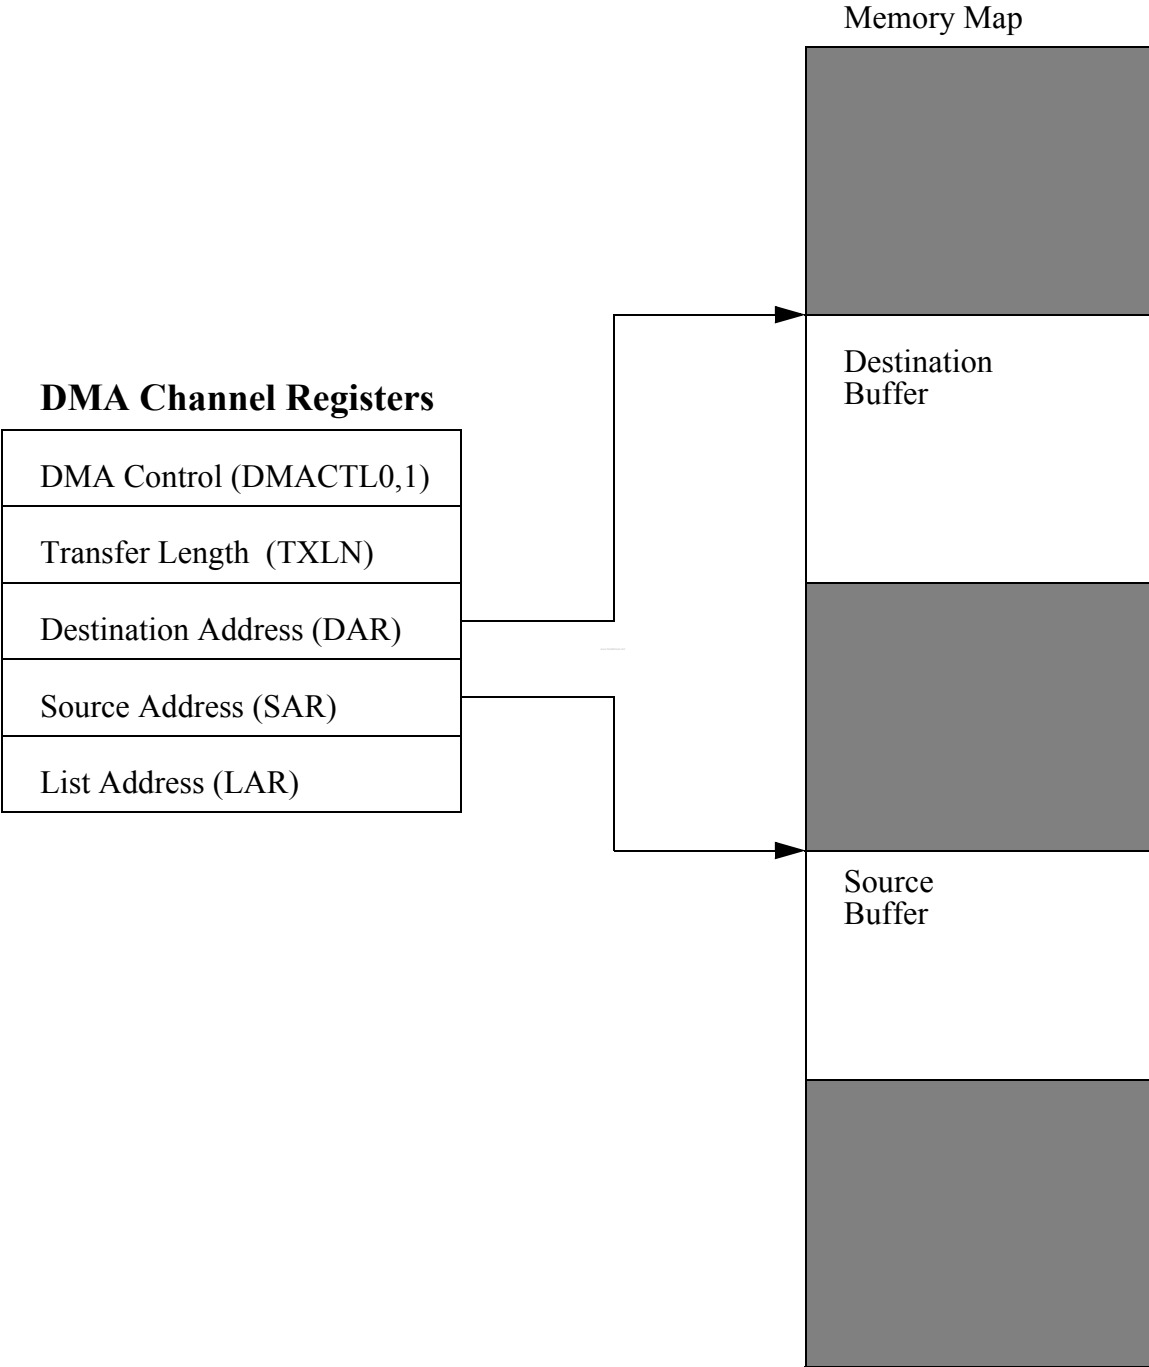 Memory Map
Destination
Buffer
DMA Channel Registers
DMA Control (DMACTL0,1)
Transfer Length (TXLN)
Destination Address (DAR)
Source Address (SAR)
List Address (LAR)
Source
Buffer